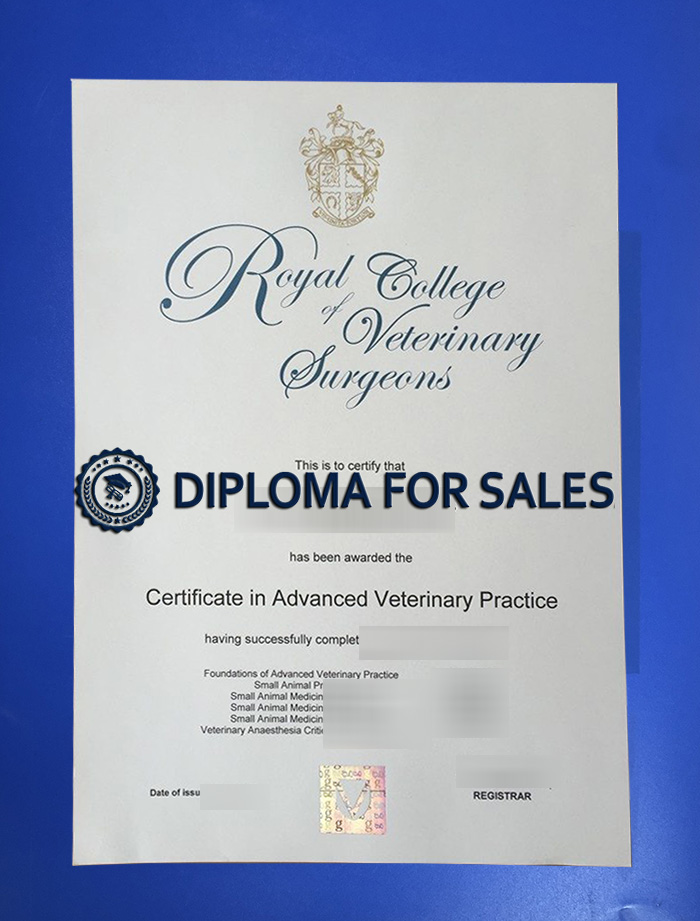 Royal College
of Veterinary
Surgeons
This is to certify that
DIPLOMA FOR SALES
has been awarded the
Certificate in Advanced Veterinary Practice
having successfully complet
Foundations of Advanced Veterinary Practice
Small Animal Pr
Small Animal Medicin
Small Animal Medicin
Small Animal Medicin
Veterinary Anaesthesia Criti
Date of issu
REGISTRAR